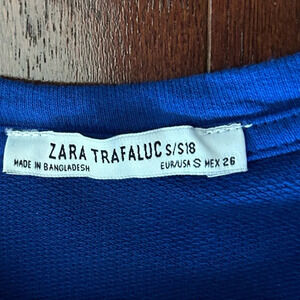 ZARA TRAFALUC S/S18
MADE IN BANGLADESH EUR/USA S MEX 26